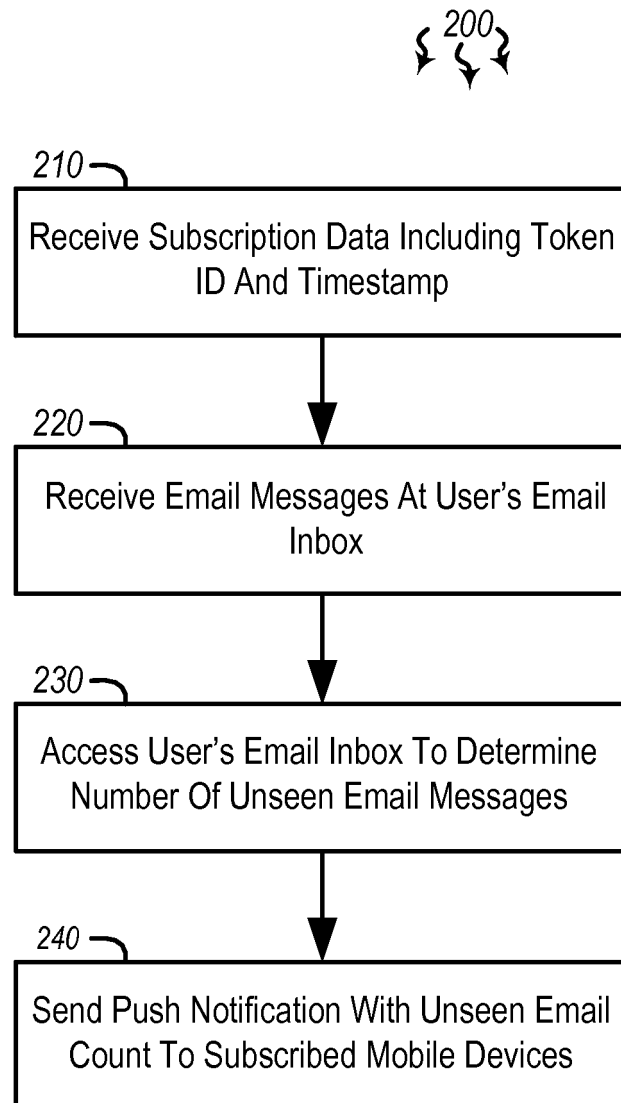 200
210
Receive Subscription Data Including Token
ID And Timestamp
220
Receive Email Messages At User's Email
Inbox
230
Access User's Email Inbox To Determine
Number Of Unseen Email Messages
240
Send Push Notification With Unseen Email
Count To Subscribed Mobile Devices